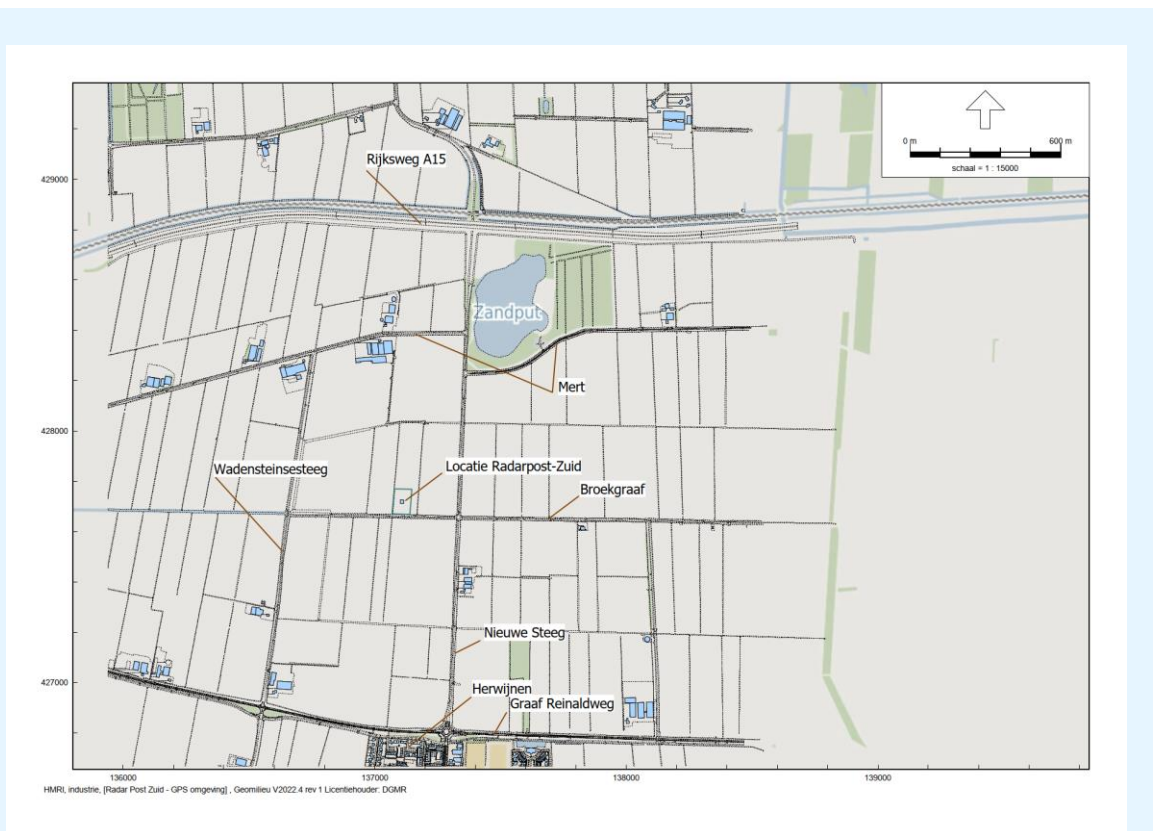 0 m
600 m
schaal = 1 : 15000
Rijksweg A15
429000
Zandput
Mert
428000
Locatie Radarpost-Zuid
Wadensteinsesteeg
Broekgraaf
Nieuwe Steeg
427000
Herwijnen
Graaf Reinaldweg
136000
137000
138000
139000
HMRI, industrie, [Radar Post Zuid - GPS omgeving] , Geomilieu V2022.4 rev 1 Licentiehouder: DGMR